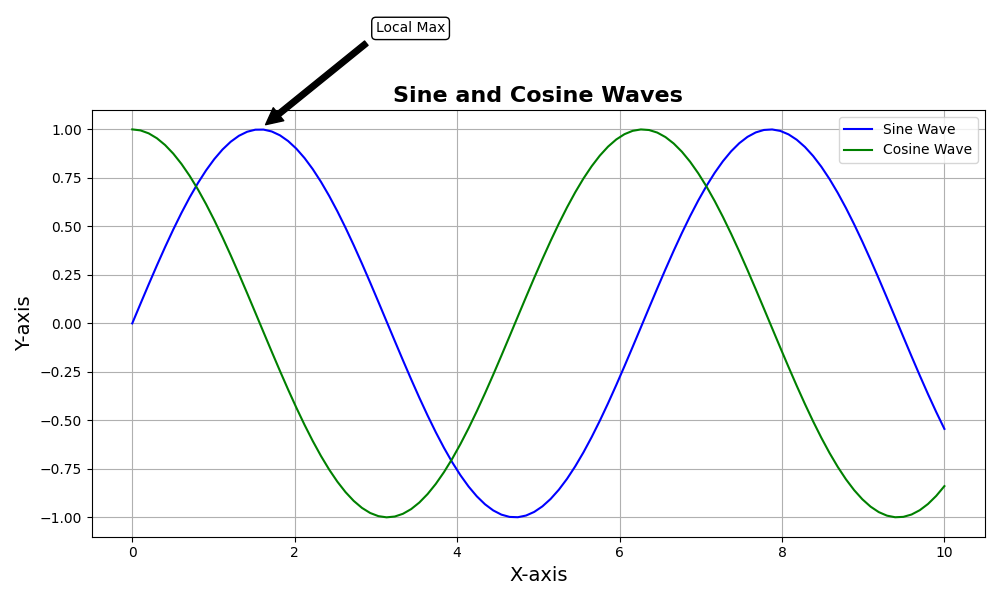 Local Max
Sine and Cosine Waves
Sine Wave
Cosine Wave
1.00
0.75
0.50
0.25
0.00
−0.25
−0.50
−0.75
−1.00
Y-axis
0 2 4 6 8 10
X-axis